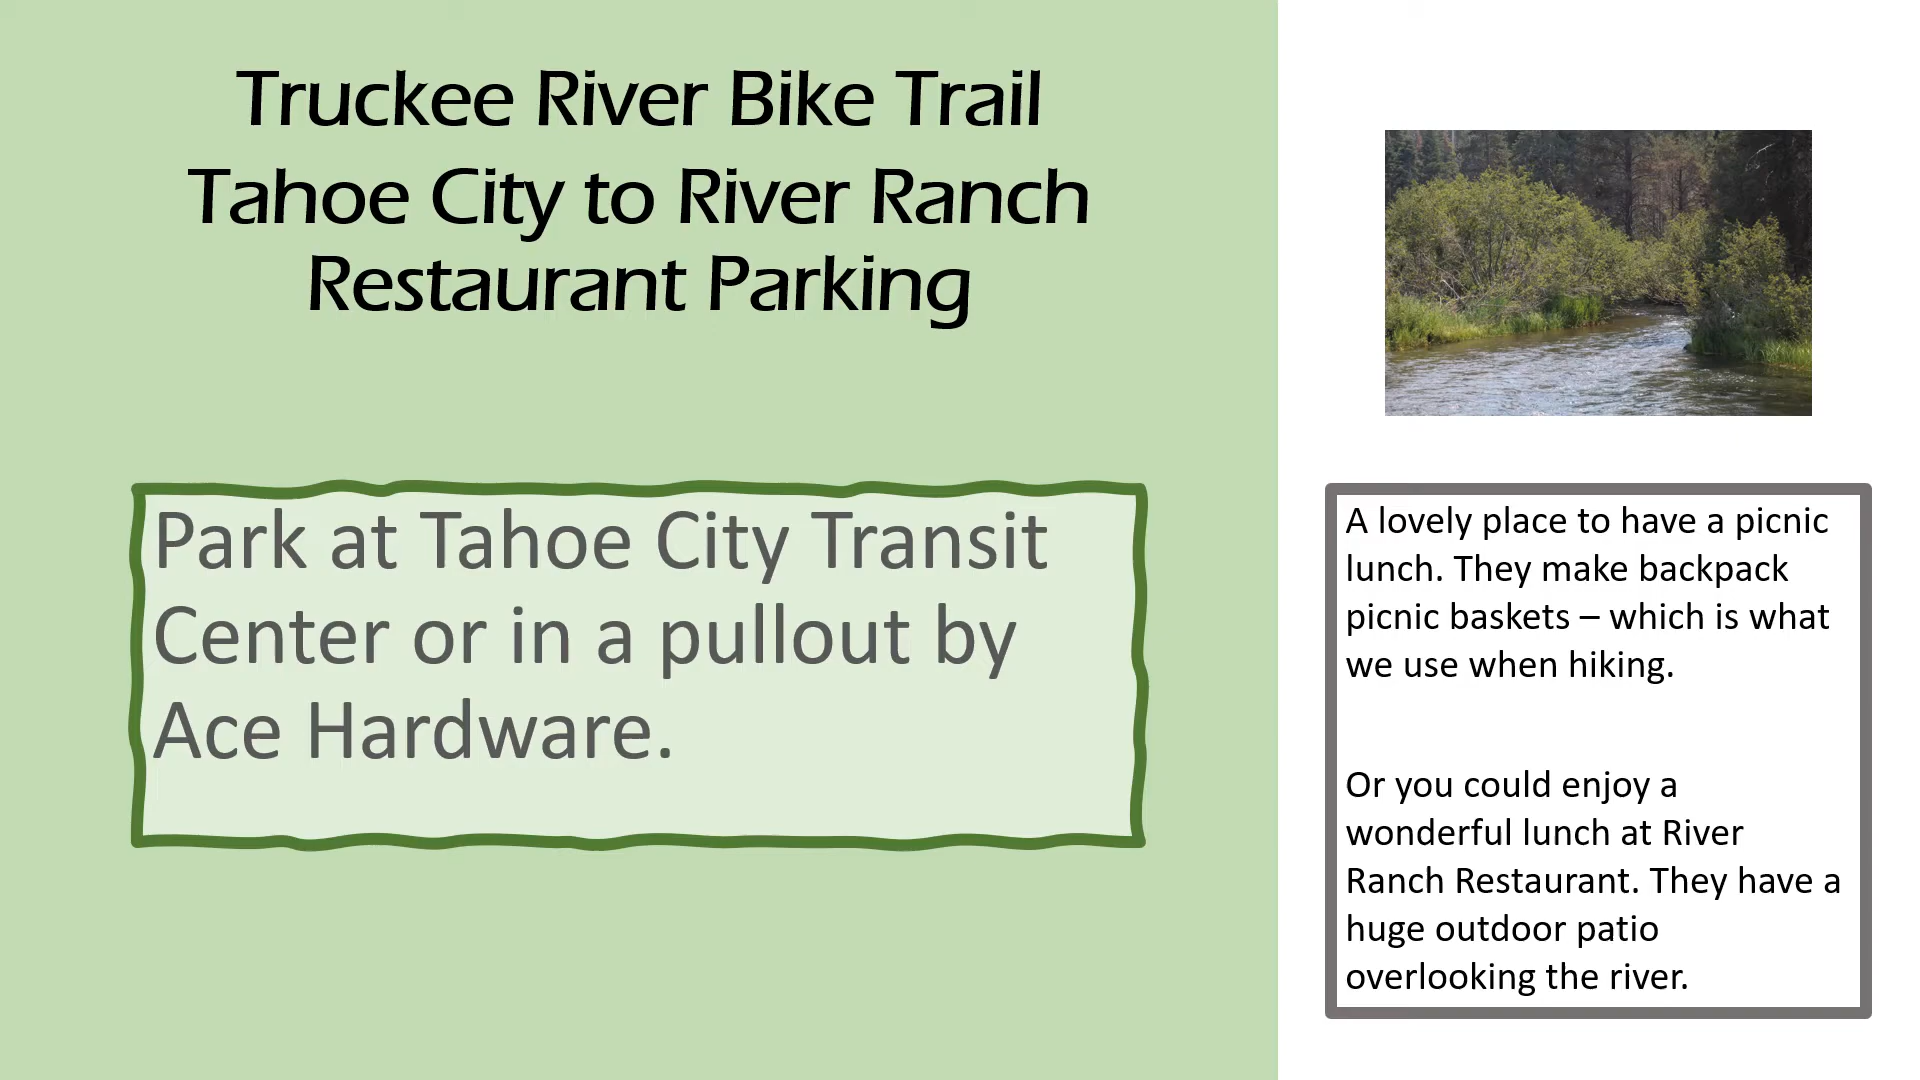 Truckee River Bike Trail
Tahoe City to River Ranch
Restaurant Parking
Park at Tahoe City Transit
Center or in a pullout by
Ace Hardware.
A lovely place to have a picnic
lunch. They make backpack
picnic baskets – which is what
we use when hiking.
Or you could enjoy a
wonderful lunch at River
Ranch Restaurant. They have a
huge outdoor patio
overlooking the river.